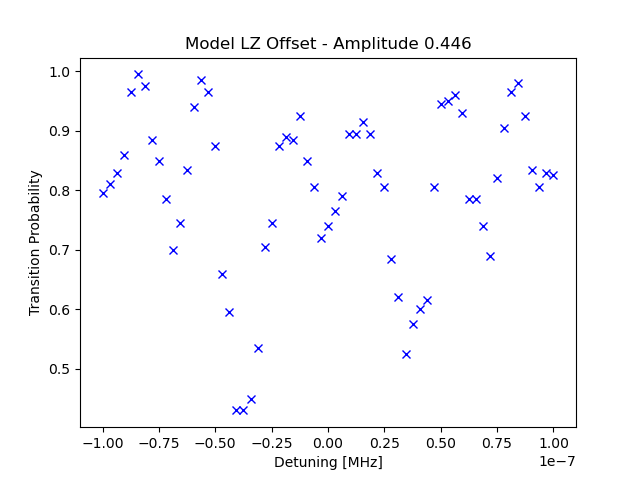 Model LZ Offset - Amplitude 0.446
Transition Probability
1.0
0.9
0.8
0.7
0.6
0.5
−1.00 −0.75 −0.50 −0.25 0.00 0.25 0.50 0.75 1.00
1e−7
Detuning [MHz]